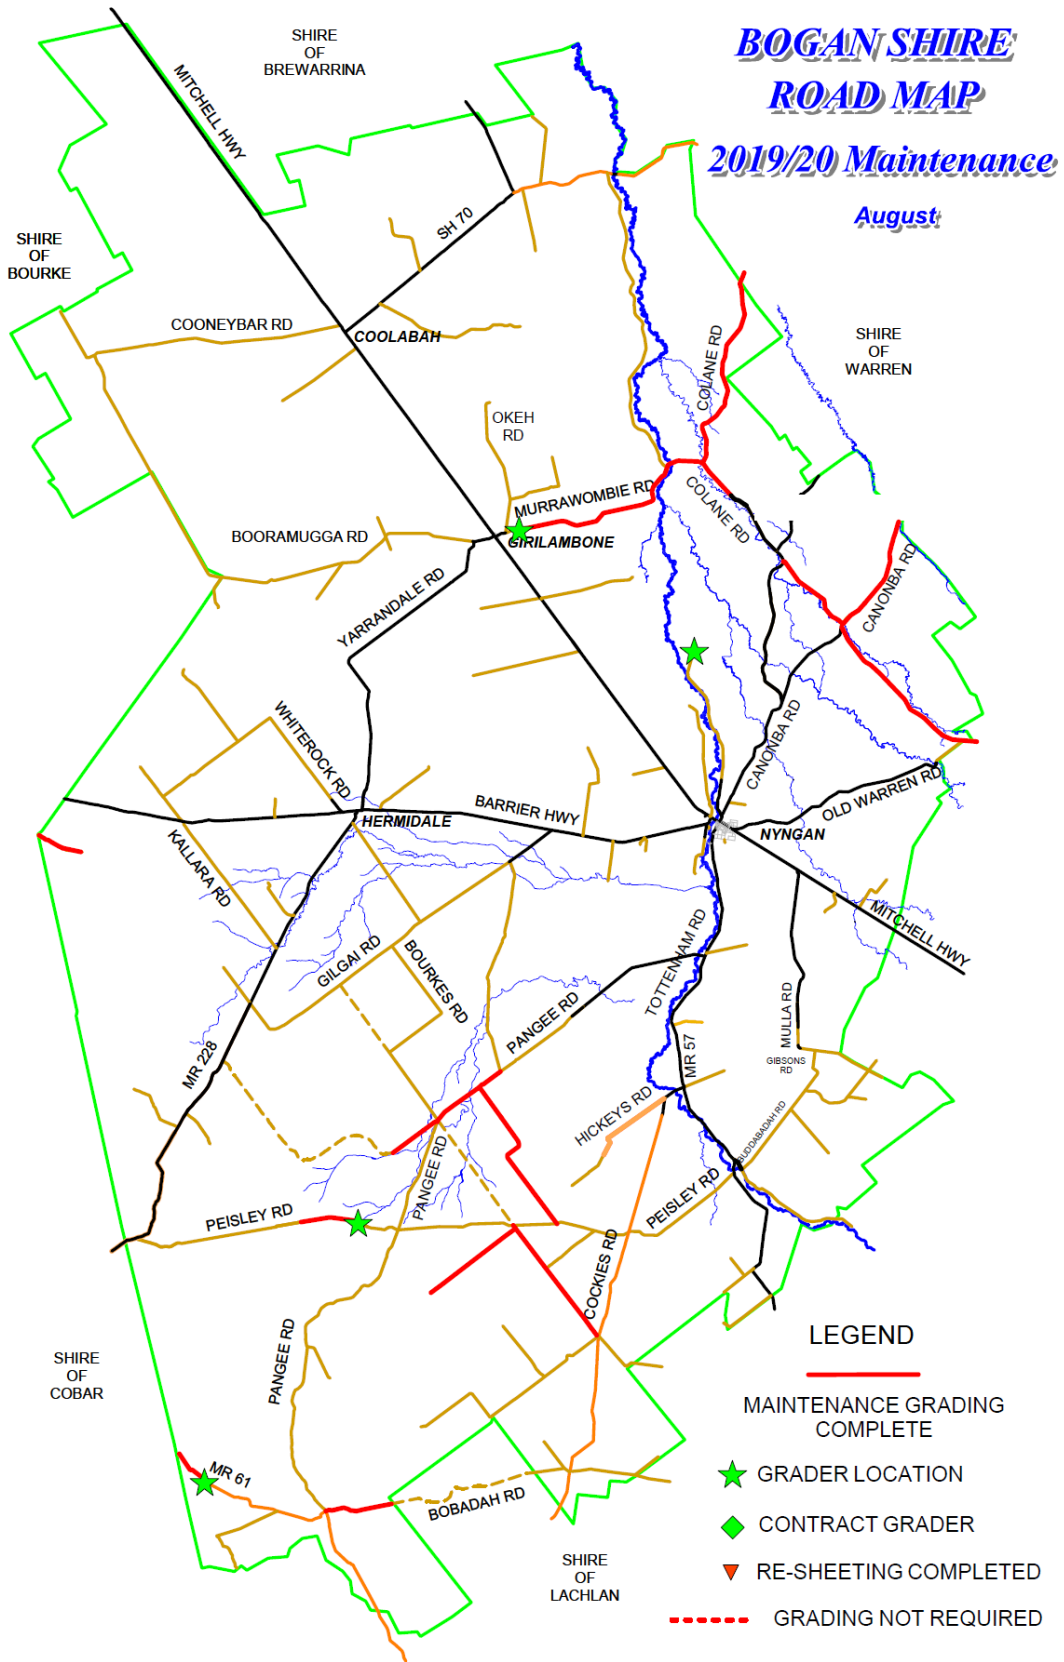 BOGAN SHIRE
ROAD MAP
2019/20 Maintenance
August
SHIRE
OF
BREWARRINA
MITCHELL HWY
SH 70
SHIRE
OF
BOURKE
COONEYBAR RD
COOLABAH
SHIRE
OF
WARREN
COLANE RD
OKEH
RD
MURRAWOMBIE RD
COLANE RD
BOORAMUGGA RD
GIRILAMBONE
CANONBA RD
YARRANDALE RD
WHITEROCK RD
CANONBA RD
BARRIER HWY
OLD WARREN RD
HERMIDALE
NYNGAN
KALLARA RD
MITCHELL HWY
GILGAI RD
BOURKES RD
TOTTENHAM RD
PANGEE RD
MULLA RD
MR 228
MR 57
GIBSONS
RD
HICKEYS RD
BUDDABADAH RD
PANGEE RD
PEISLEY RD
PEISLEY RD
COCKIES RD
PANGEE RD
SHIRE
OF
COBAR
MR 61
BOBADAH RD
SHIRE
OF
LACHLAN
LEGEND
MAINTENANCE GRADING
COMPLETE
GRADER LOCATION
CONTRACT GRADER
RE-SHEETING COMPLETED
GRADING NOT REQUIRED